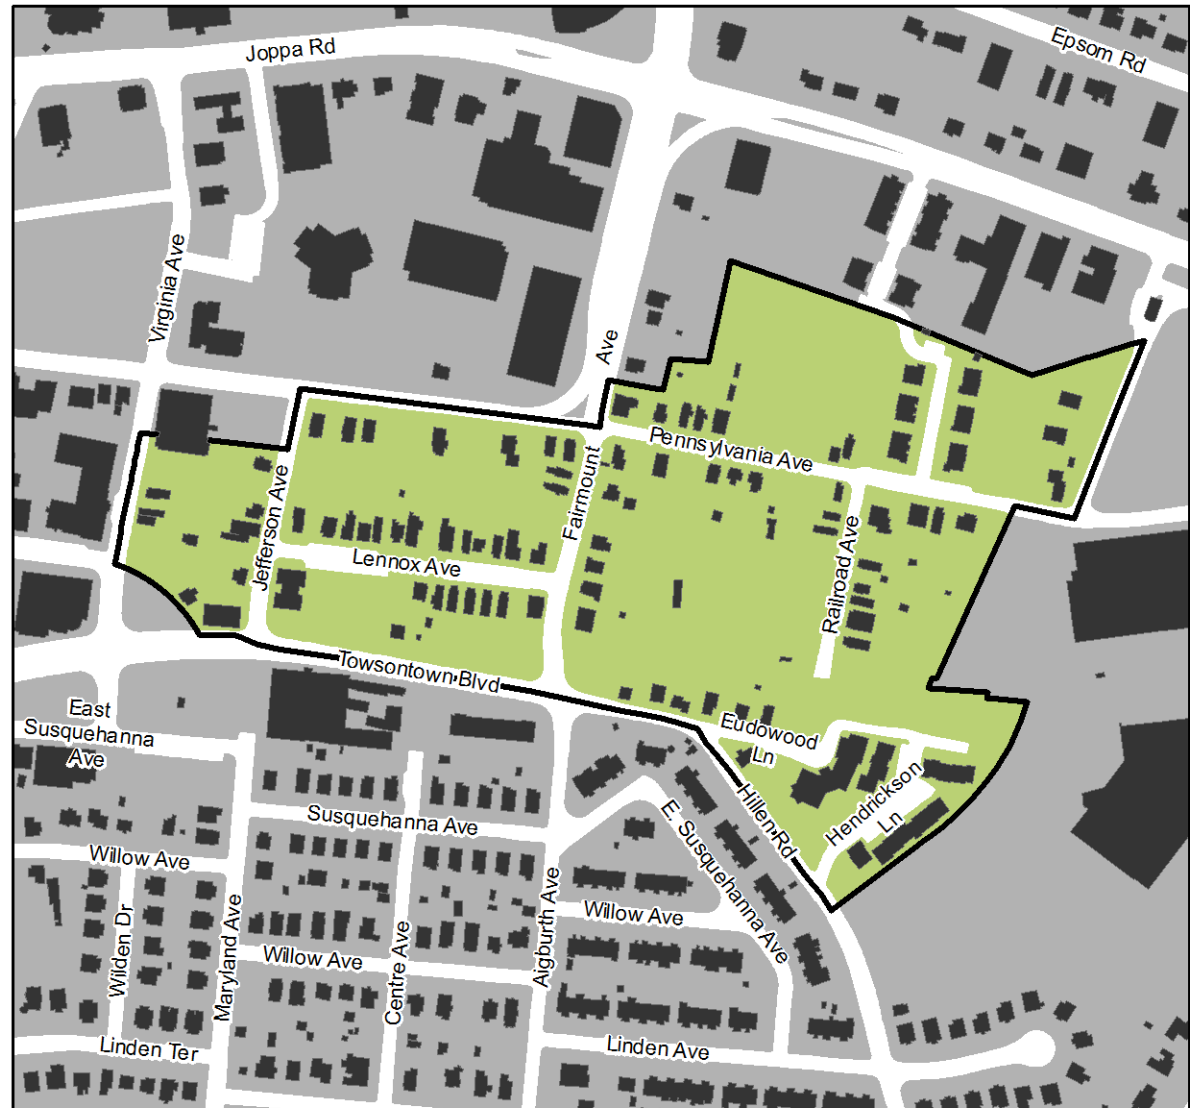 Joppa Rd
Epsom Rd
Virginia Ave
Ave
Fairmount
Pennsylvania Ave
Jefferson Ave
Lennox Ave
Railroad Ave
Towsontown Blvd
East
Susquehanna
Ave
Eudowood
Ln
Hillen Rd
Hendrickson
Ln
Susquehanna Ave
E. Susquehanna Ave
Willow Ave
Willow Ave
Willow Ave
Wilden Dr
Maryland Ave
Centre Ave
Aigburth Ave
Linden Ter
Linden Ave